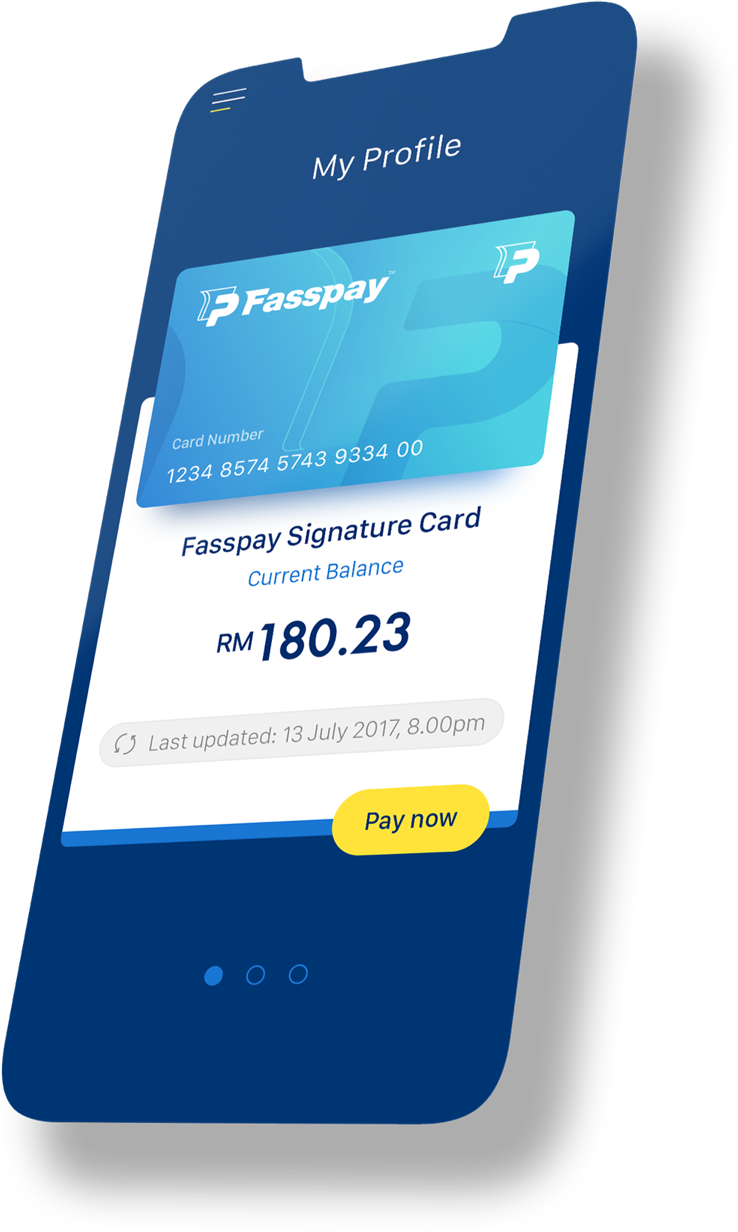 My Profile
Fasspay™
Card Number
1234 8574 5743 9334 00
Fasspay Signature Card
Current Balance
RM 180.23
Last updated: 13 July 2017, 8.00pm
Pay now